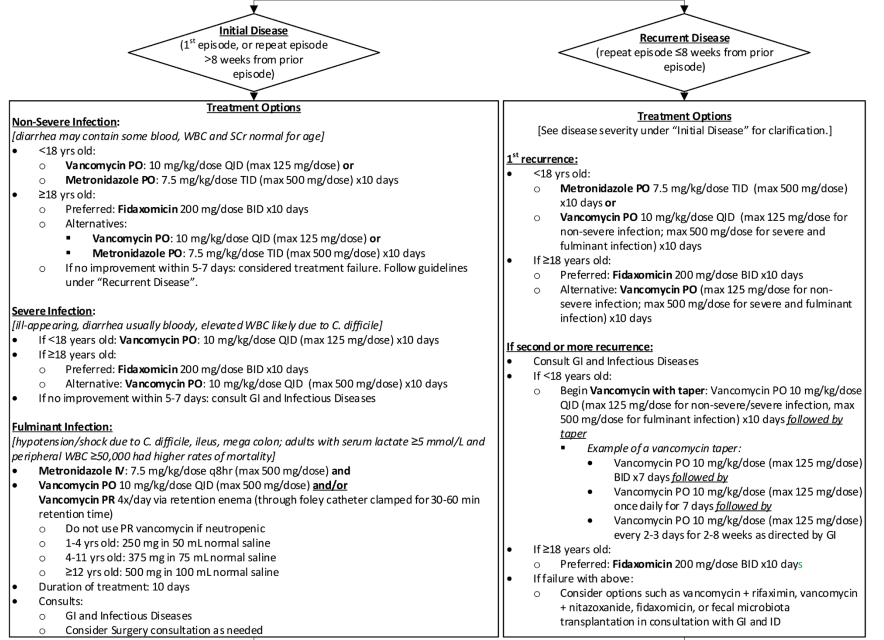 Initial Disease
(1st episode, or repeat episode
>8 weeks from prior
episode)
Recurrent Disease
(repeat episode ≤8 weeks from prior
episode)
Treatment Options
Non-Severe Infection:
[diarrhea may contain some blood, WBC and SCr normal for age]
• <18 yrs old:
o Vancomycin PO: 10 mg/kg/dose QID (max 125 mg/dose) or
o Metronidazole PO: 7.5 mg/kg/dose TID (max 500 mg/dose) x10 days
• ≥18 yrs old:
o Preferred: Fidaxomicin 200 mg/dose BID x10 days
o Alternatives:
▪ Vancomycin PO: 10 mg/kg/dose QID (max 125 mg/dose) or
▪ Metronidazole PO: 7.5 mg/kg/dose TID (max 500 mg/dose) x10 days
o If no improvement within 5-7 days: considered treatment failure. Follow guidelines
under "Recurrent Disease".
Severe Infection:
[ill-appearing, diarrhea usually bloody, elevated WBC likely due to C. difficile]
• If <18 years old: Vancomycin PO: 10 mg/kg/dose QID (max 125 mg/dose) x10 days
• If ≥18 years old:
o Preferred: Fidaxomicin 200 mg/dose BID x10 days
o Alternative: Vancomycin PO: 10 mg/kg/dose QID (max 500 mg/dose) x10 days
• If no improvement within 5-7 days: consult GI and Infectious Diseases
Fulminant Infection:
[hypotension/shock due to C. difficile, ileus, mega colon; adults with serum lactate ≥5 mmol/L and
peripheral WBC ≥50,000 had higher rates of mortality]
• Metronidazole IV: 7.5 mg/kg/dose q8hr (max 500 mg/dose) and
• Vancomycin PO 10 mg/kg/dose QID (max 500 mg/dose) and/or
Vancomycin PR 4x/day via retention enema (through foley catheter clamped for 30-60 min
retention time)
o Do not use PR vancomycin if neutropenic
o 1-4 yrs old: 250 mg in 50 mL normal saline
o 4-11 yrs old: 375 mg in 75 mL normal saline
o ≥12 yrs old: 500 mg in 100 mL normal saline
• Duration of treatment: 10 days
• Consults:
o GI and Infectious Diseases
o Consider Surgery consultation as needed
Treatment Options
[See disease severity under "Initial Disease" for clarification.]
1st recurrence:
• <18 years old:
o Metronidazole PO 7.5 mg/kg/dose TID (max 500 mg/dose)
x10 days or
o Vancomycin PO 10 mg/kg/dose QID (max 125 mg/dose for
non-severe infection; max 500 mg/dose for severe and
fulminant infection) x10 days
• If ≥18 years old:
o Preferred: Fidaxomicin 200 mg/dose BID x10 days
o Alternative: Vancomycin PO (max 125 mg/dose for non-
severe infection; max 500 mg/dose for severe and fulminant
infection) x10 days
If second or more recurrence:
• Consult GI and Infectious Diseases
• If <18 years old:
o Begin Vancomycin with taper: Vancomycin PO 10 mg/kg/dose
QID (max 125 mg/dose for non-severe/severe infection, max
500 mg/dose for fulminant infection) x10 days followed by
taper
▪ Example of a vancomycin taper:
• Vancomycin PO 10 mg/kg/dose (max 125 mg/dose)
BID x7 days followed by
• Vancomycin PO 10 mg/kg/dose (max 125 mg/dose)
once daily for 7 days followed by
• Vancomycin PO 10 mg/kg/dose (max 125 mg/dose)
every 2-3 days for 2-8 weeks as directed by GI
• If ≥18 years old:
o Preferred: Fidaxomicin 200 mg/dose BID x10 days
• If failure with above:
o Consider options such as vancomycin + rifaximin, vancomycin
+ nitazoxanide, fidaxomicin, or fecal microbiota
transplantation in consultation with GI and ID